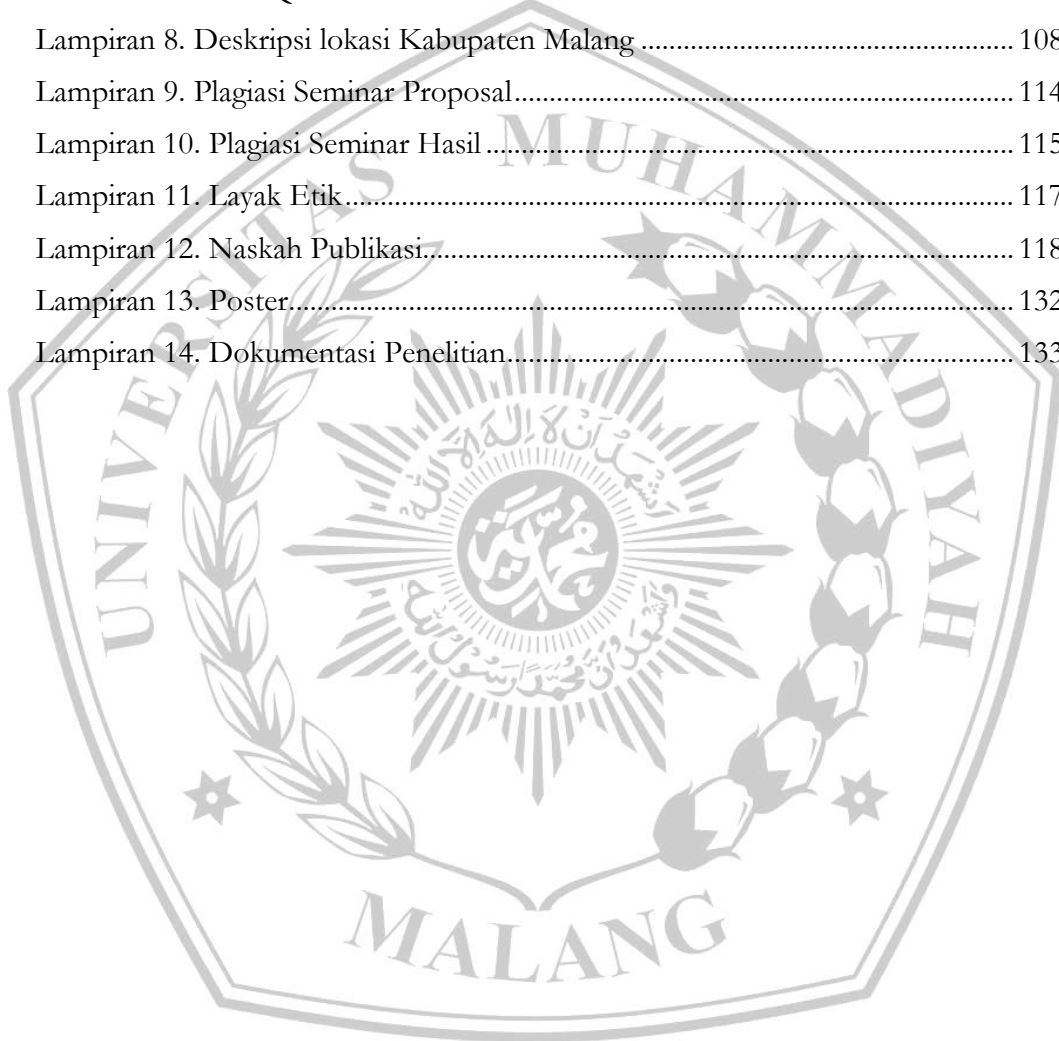 Lampiran 8. Deskripsi lokasi Kabupaten Malang ........ 108
Lampiran 9. Plagiasi Seminar Proposal ........ 114
Lampiran 10. Plagiasi Seminar Hasil ........ 115
Lampiran 11. Layak Etik ........ 117
Lampiran 12. Naskah Publikasi ........ 118
Lampiran 13. Poster ........ 132
Lampiran 14. Dokumentasi Penelitian ........ 133
UNIVERSITAS MUHAMMADIYAH
MALANG